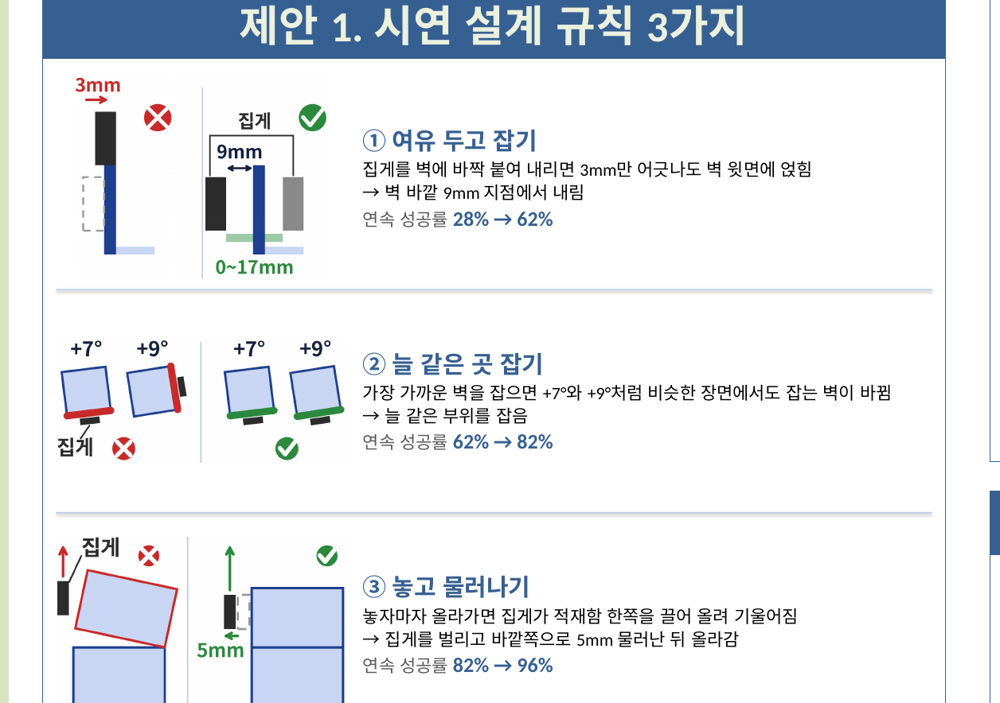 제안 1. 시연 설계 규칙 3가지
3mm
집게
9mm
0~17mm
① 여유 두고 잡기
집게를 벽에 바짝 붙여 내리면 3mm만 어긋나도 벽 윗면에 얹힘
→ 벽 바깥 9mm 지점에서 내림
연속 성공률 28% → 62%
+7° +9° +7° +9°
집게
② 늘 같은 곳 잡기
가장 가까운 벽을 잡으면 +7°와 +9°처럼 비슷한 장면에서도 잡는 벽이 바뀜
→ 늘 같은 부위를 잡음
연속 성공률 62% → 82%
집게
5mm
③ 놓고 물러나기
놓자마자 올라가면 집게가 적재함 한쪽을 끌어 올려 기울어짐
→ 집게를 벌리고 바깥쪽으로 5mm 물러난 뒤 올라감
연속 성공률 82% → 96%